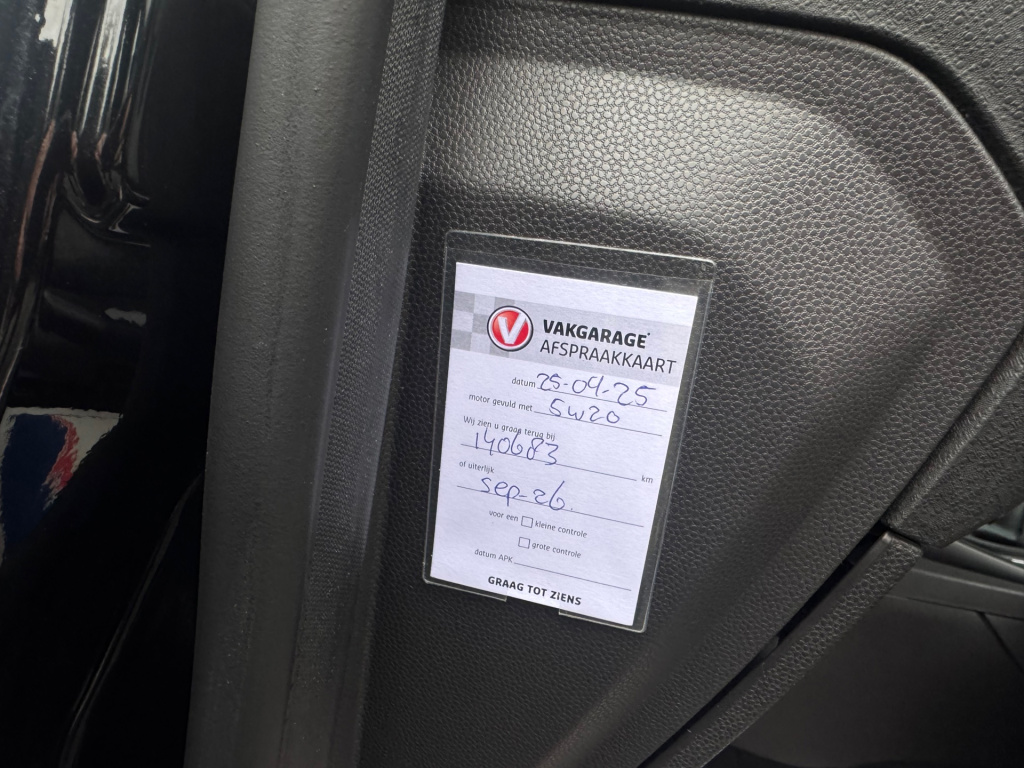 V VAKGARAGE
AFSPRAAKKAART
datum 25-09-25
motor gevuld met 5w20
Wij zien u graag terug bij
140683 km
of uiterlijk
sep-26.
voor een kleine controle
grote controle
datum APK
GRAAG TOT ZIENS